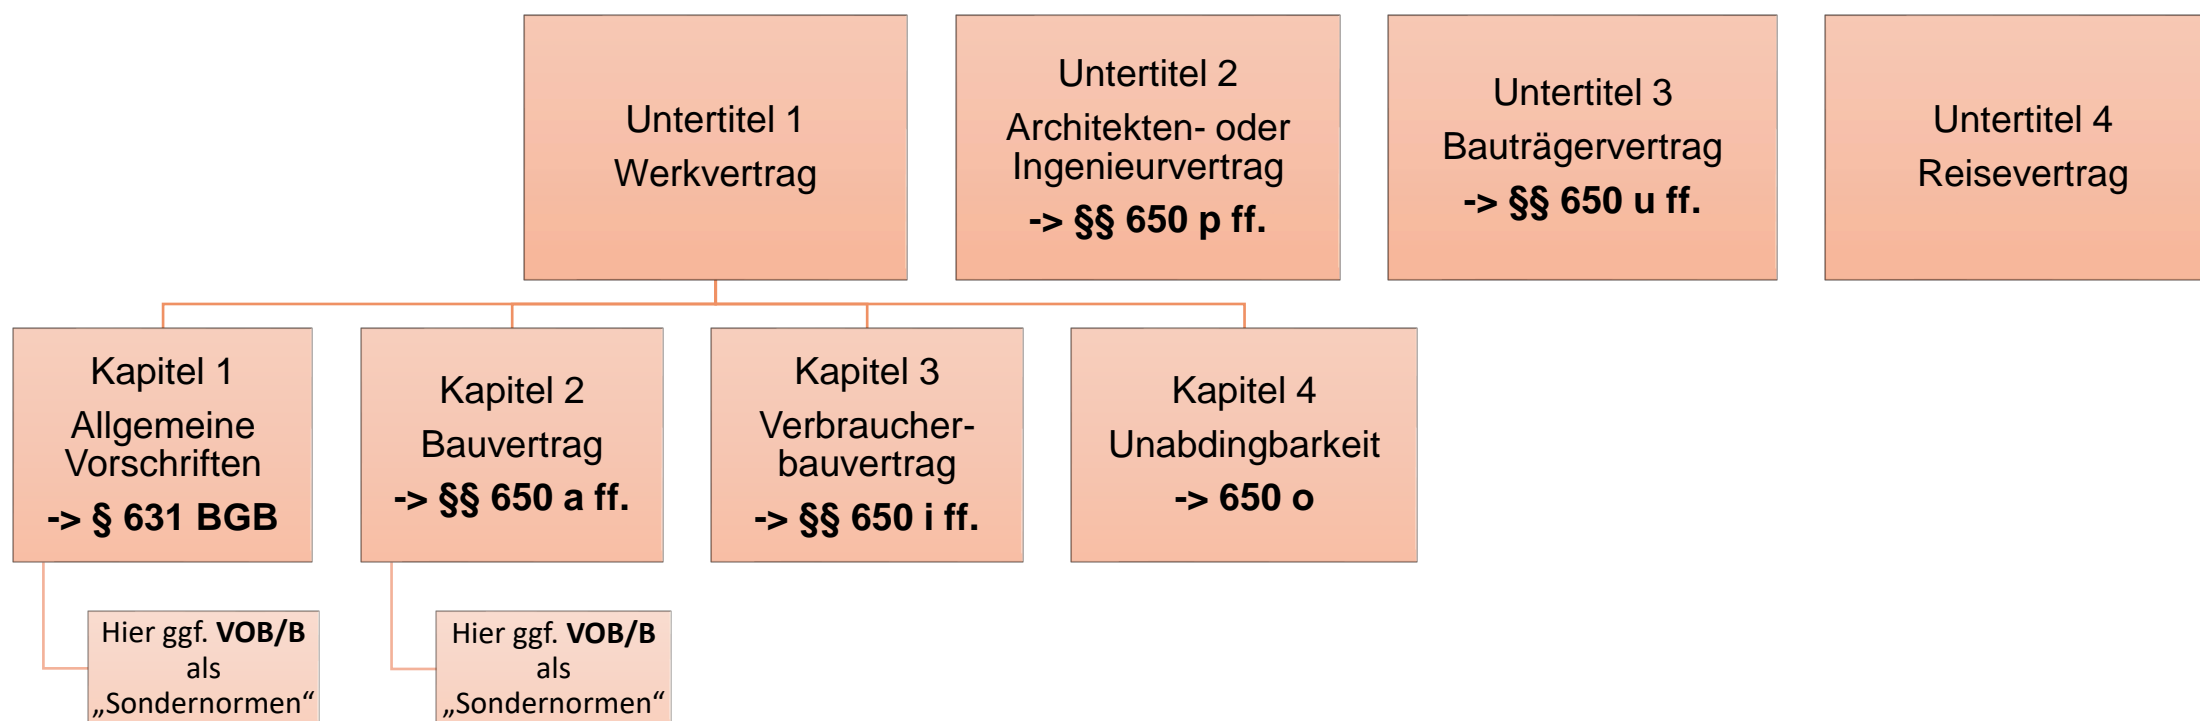 Untertitel 1
Werkvertrag
Untertitel 2
Architekten- oder
Ingenieurvertrag
-> §§ 650 p ff.
Untertitel 3
Bauträgervertrag
-> §§ 650 u ff.
Untertitel 4
Reisevertrag
Kapitel 1
Allgemeine
Vorschriften
-> § 631 BGB
Kapitel 2
Bauvertrag
-> §§ 650 a ff.
Kapitel 3
Verbraucher-
bauvertrag
-> §§ 650 i ff.
Kapitel 4
Unabdingbarkeit
-> 650 o
Hier ggf. VOB/B
als
„Sondernormen“
Hier ggf. VOB/B
als
„Sondernormen“